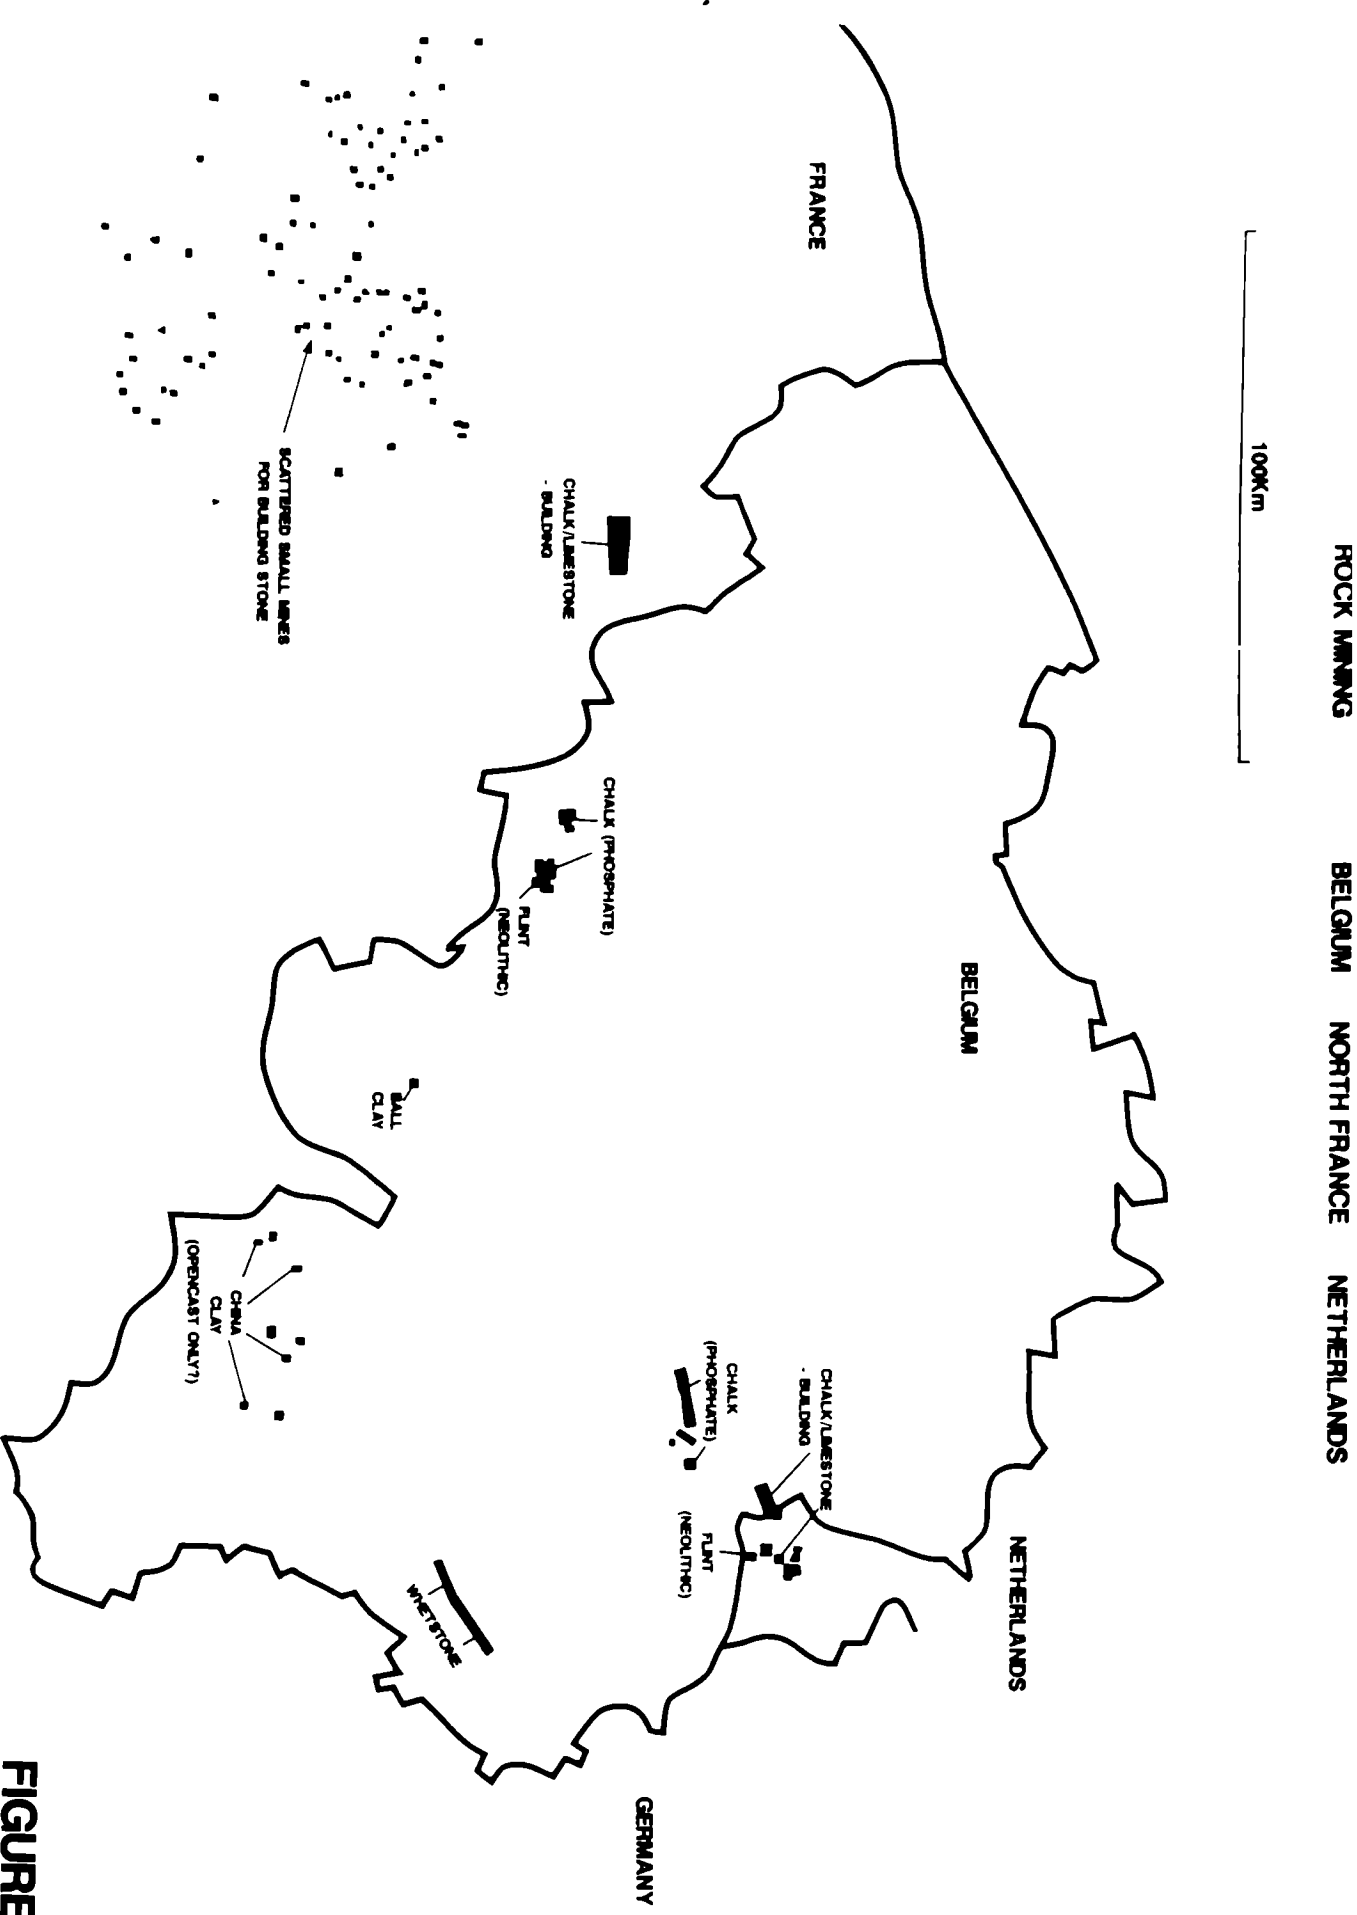 ROCK MINING BELGIUM NORTH FRANCE NETHERLANDS
100Km
FRANCE
BELGIUM
NETHERLANDS
GERMANY
CHALK/LIMESTONE
- BUILDING
SCATTERED SMALL MINES
FOR BUILDING STONE
CHALK (PHOSPHATE)
FLINT
(NEOLITHIC)
BALL
CLAY
CHINA
CLAY
(OPENCAST ONLY?)
CHALK/LIMESTONE
- BUILDING
CHALK
(PHOSPHATE)
FLINT
(NEOLITHIC)
WHETSTONE
FIGURE